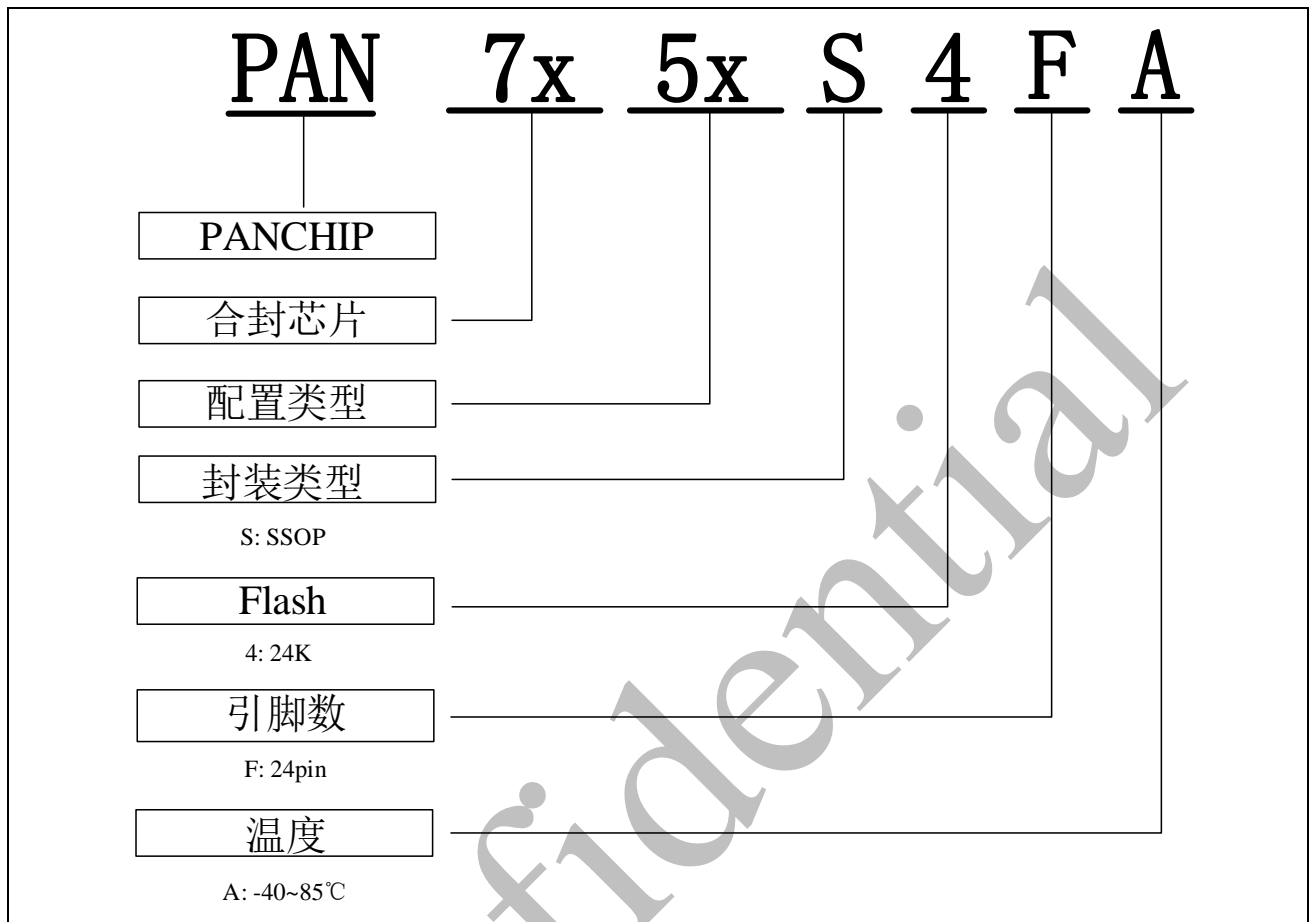 PAN 7x 5x S 4 F A
PANCHIP
合封芯片
配置类型
封装类型
S: SSOP
Flash
4: 24K
引脚数
F: 24pin
温度
A: -40~85℃
fidential